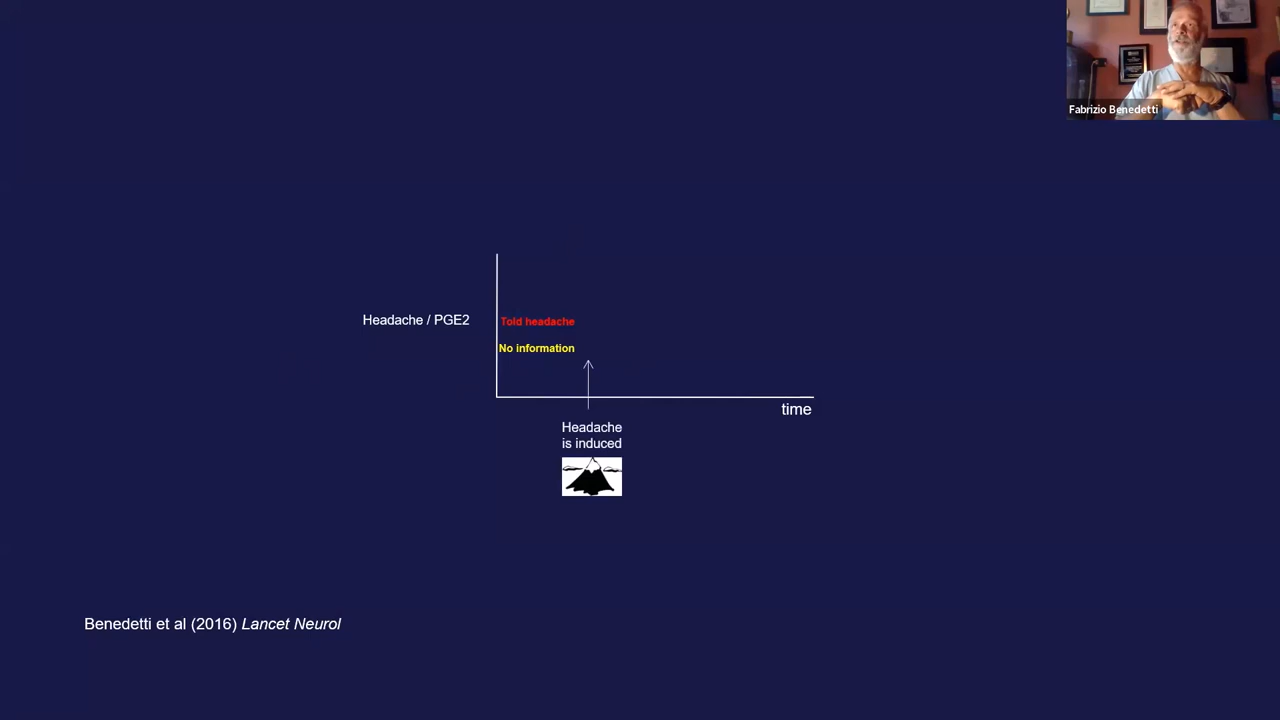 Fabrizio Benedetti
Headache / PGE2
Told headache
No information
time
Headache
is induced
Benedetti et al (2016) Lancet Neurol